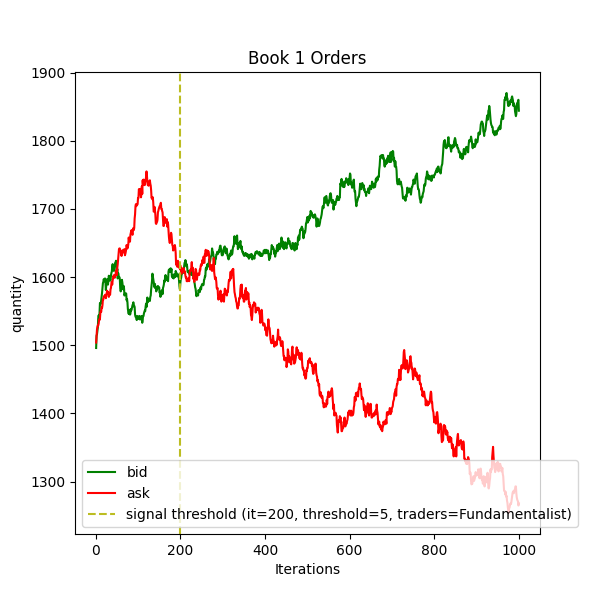 Book 1 Orders
1900
1800
1700
1600
1500
1400
1300
quantity
bid
ask
signal threshold (it=200, threshold=5, traders=Fundamentalist)
0 200 400 600 800 1000
Iterations